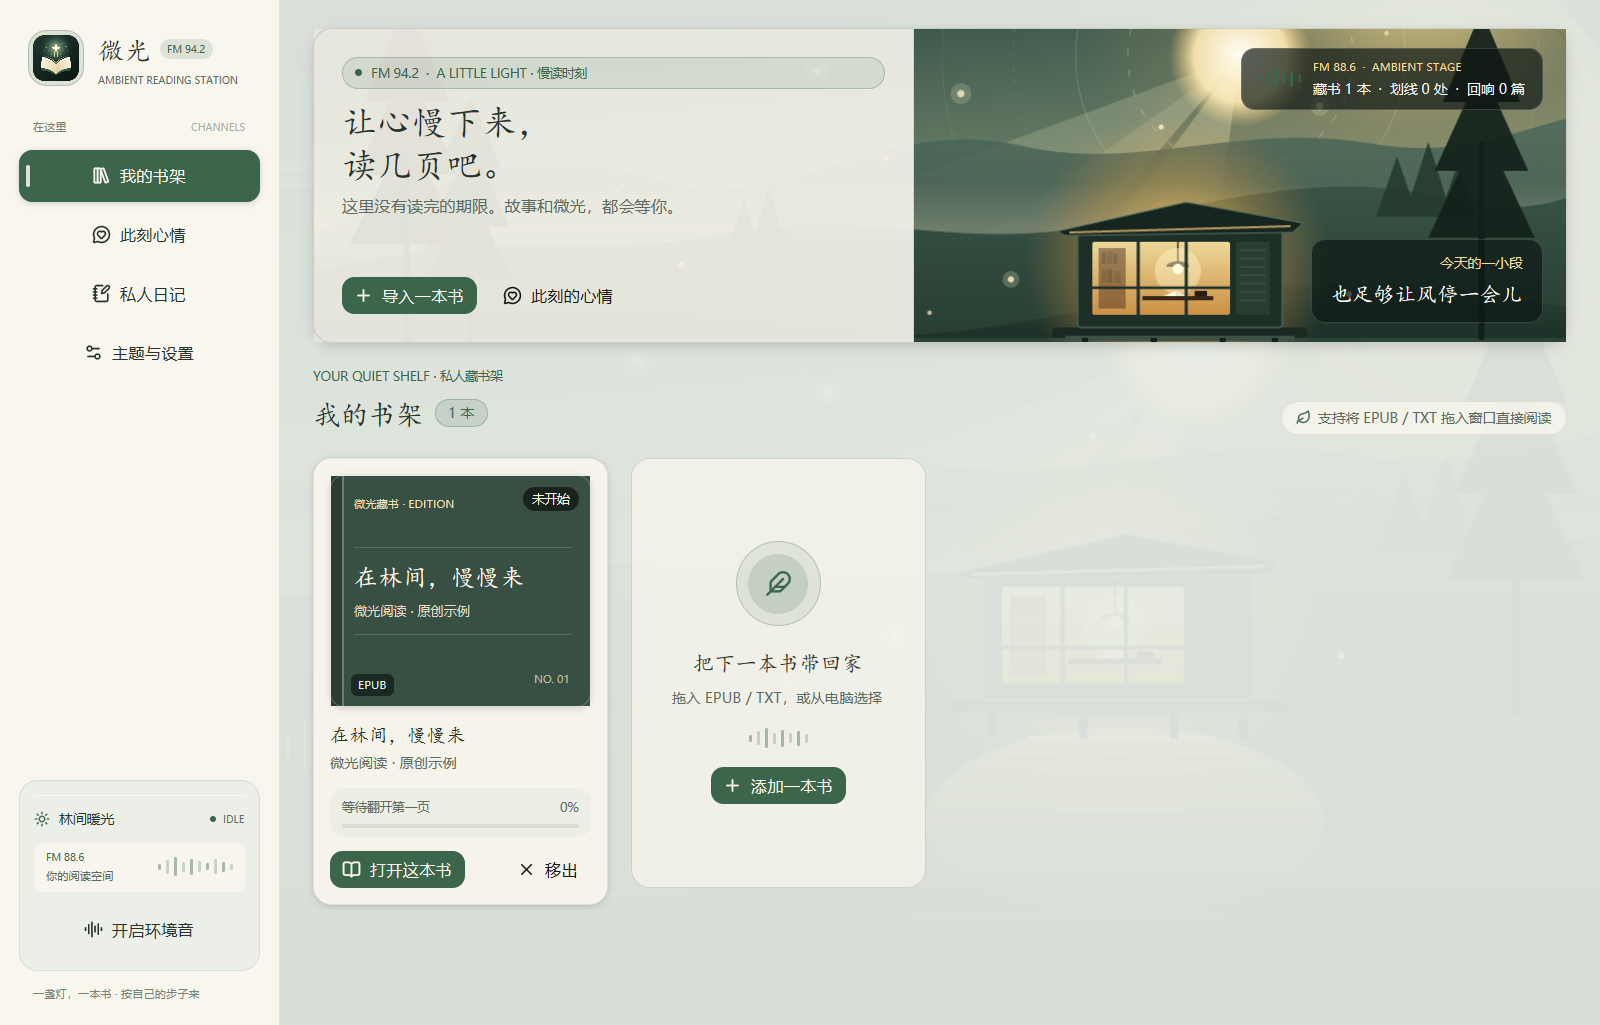 微光
FM 94.2
AMBIENT READING STATION
在这里
CHANNELS
我的书架
此刻心情
私人日记
主题与设置
林间暖光
IDLE
FM 88.6
你的阅读空间
开启环境音
一盏灯，一本书 · 按自己的步子来
FM 94.2 · A LITTLE LIGHT · 慢读时刻
让心慢下来，
读几页吧。
这里没有读完的期限。故事和微光，都会等你。
导入一本书
此刻的心情
FM 88.6 · AMBIENT STAGE
藏书 1 本 · 划线 0 处 · 回响 0 篇
今天的一小段
也足够让风停一会儿
YOUR QUIET SHELF · 私人藏书架
我的书架
1 本
支持将 EPUB / TXT 拖入窗口直接阅读
微光藏书 · EDITION
未开始
在林间，慢慢来
微光阅读 · 原创示例
EPUB
NO. 01
在林间，慢慢来
微光阅读 · 原创示例
等待翻开第一页
0%
打开这本书
移出
把下一本书带回家
拖入 EPUB / TXT，或从电脑选择
添加一本书